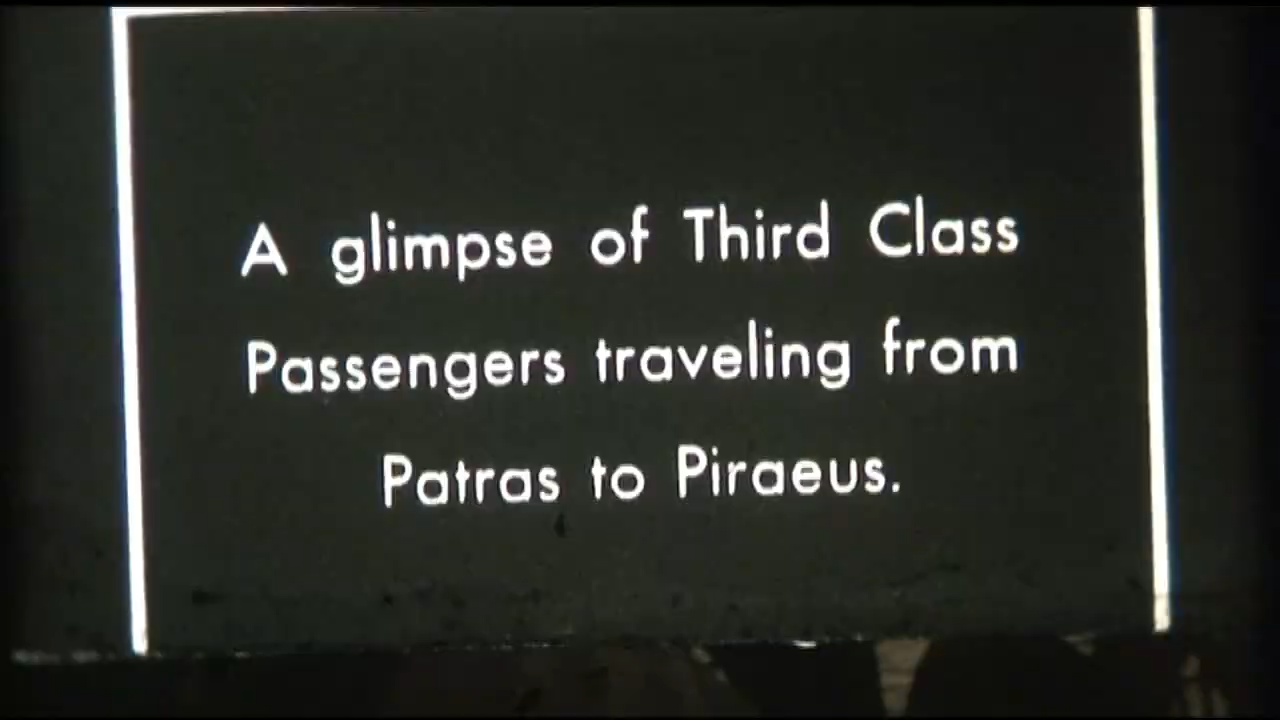 A glimpse of Third Class
Passengers traveling from
Patras to Piraeus.